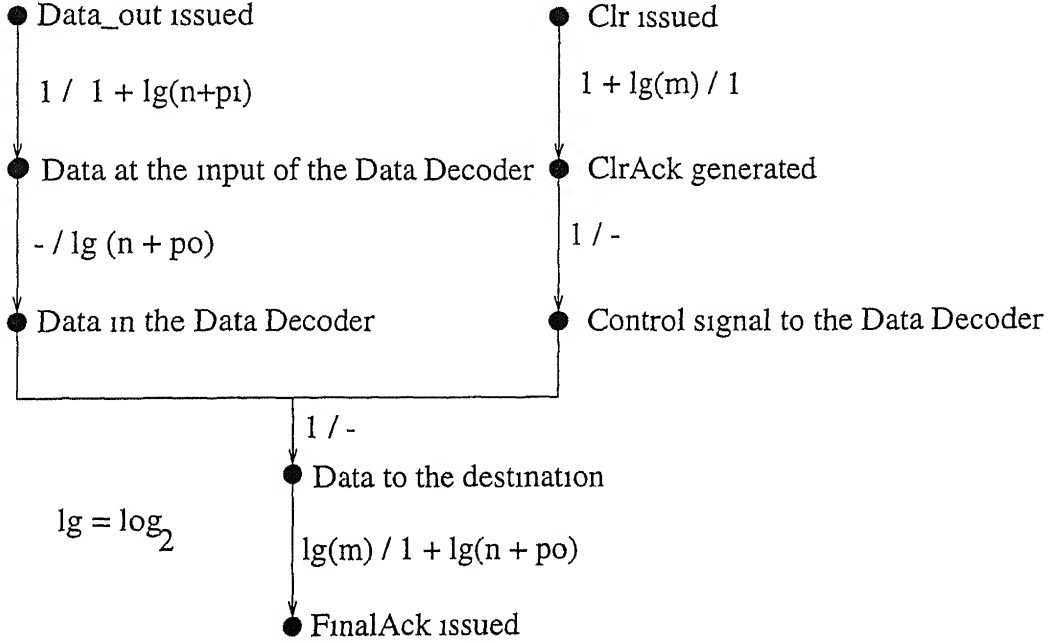 Data_out issued
Clr issued
1 / 1 + lg(n+pi)
1 + lg(m) / 1
Data at the input of the Data Decoder
ClrAck generated
- / lg (n + po)
1 / -
Data in the Data Decoder
Control signal to the Data Decoder
1 / -
Data to the destination
lg = log2
lg(m) / 1 + lg(n + po)
FinalAck issued